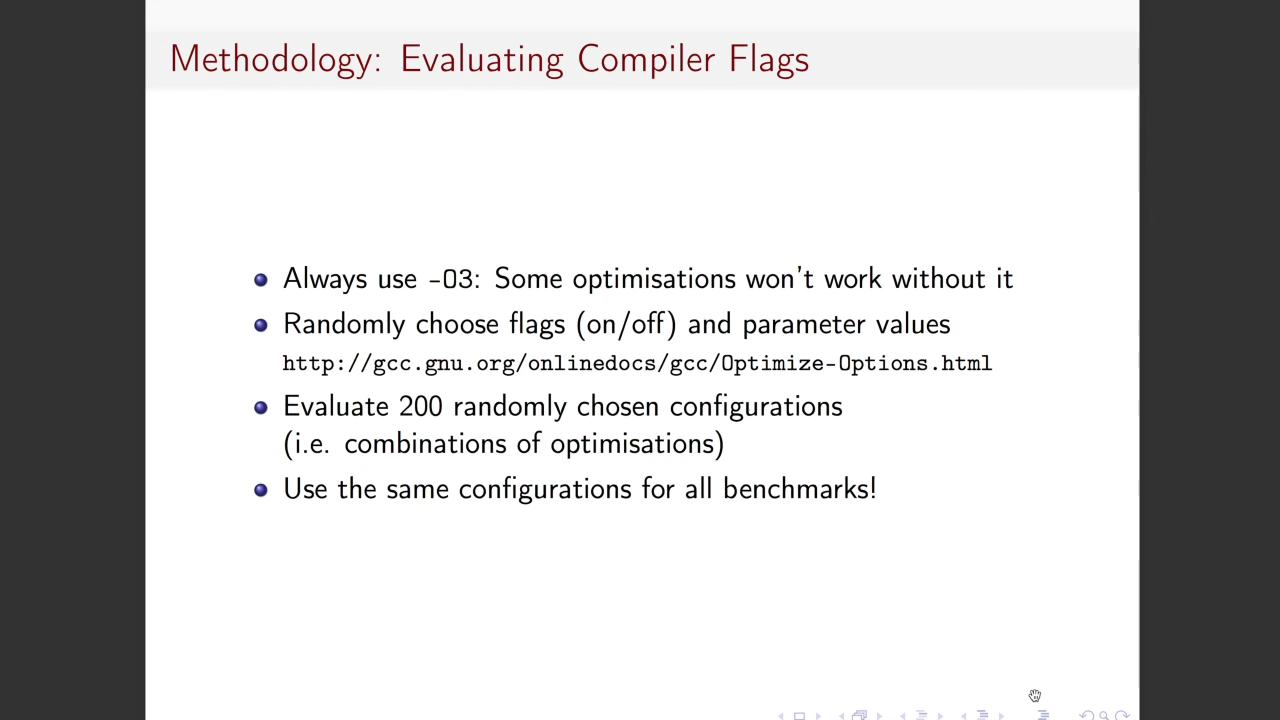 Methodology: Evaluating Compiler Flags
Always use -O3: Some optimisations won't work without it
Randomly choose flags (on/off) and parameter values
http://gcc.gnu.org/onlinedocs/gcc/Optimize-Options.html
Evaluate 200 randomly chosen configurations
(i.e. combinations of optimisations)
Use the same configurations for all benchmarks!